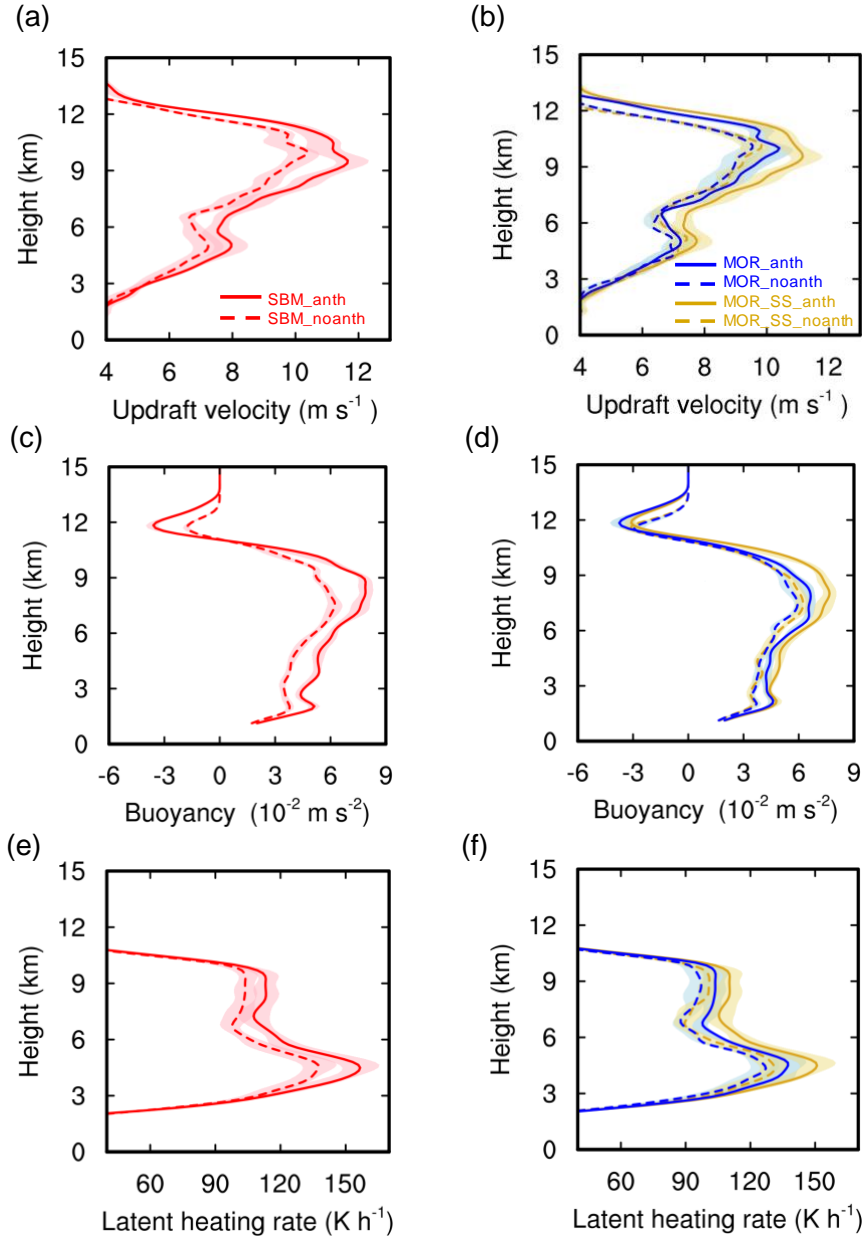 (a)
15
12
9
6
3
0
Height (km)
SBM_anth
SBM_noanth
4 6 8 10 12
Updraft velocity (m s⁻¹ )
(b)
15
12
9
6
3
0
Height (km)
MOR_anth
MOR_noanth
MOR_SS_anth
MOR_SS_noanth
4 6 8 10 12
Updraft velocity (m s⁻¹ )
(c)
15
12
9
6
3
0
Height (km)
-6 -3 0 3 6 9
Buoyancy (10⁻² m s⁻²)
(d)
15
12
9
6
3
0
Height (km)
-6 -3 0 3 6 9
Buoyancy (10⁻² m s⁻²)
(e)
15
12
9
6
3
0
Height (km)
60 90 120 150
Latent heating rate (K h⁻¹)
(f)
15
12
9
6
3
0
Height (km)
60 90 120 150
Latent heating rate (K h⁻¹)